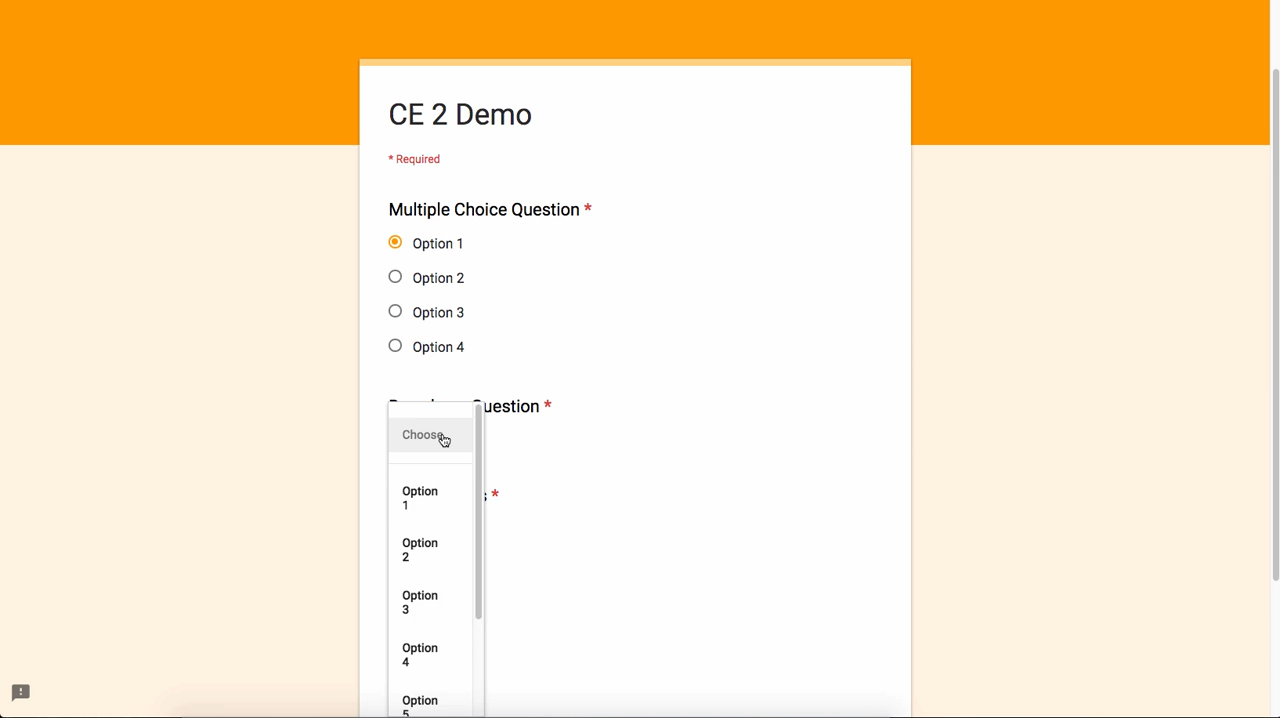 CE 2 Demo
* Required
Multiple Choice Question *
Option 1
Option 2
Option 3
Option 4
Question *
Choose
*
Option
1
Option
2
Option
3
Option
4
Option
5